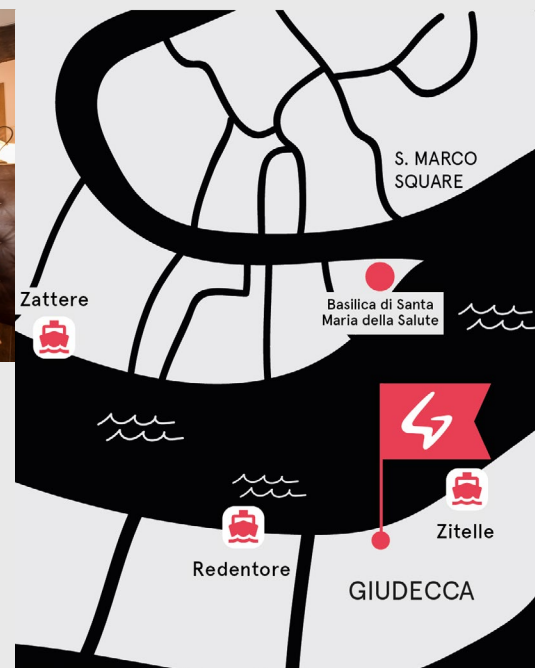 S. MARCO
SQUARE
Zattere
Basilica di Santa
Maria della Salute
Zitelle
Redentore
GIUDECCA